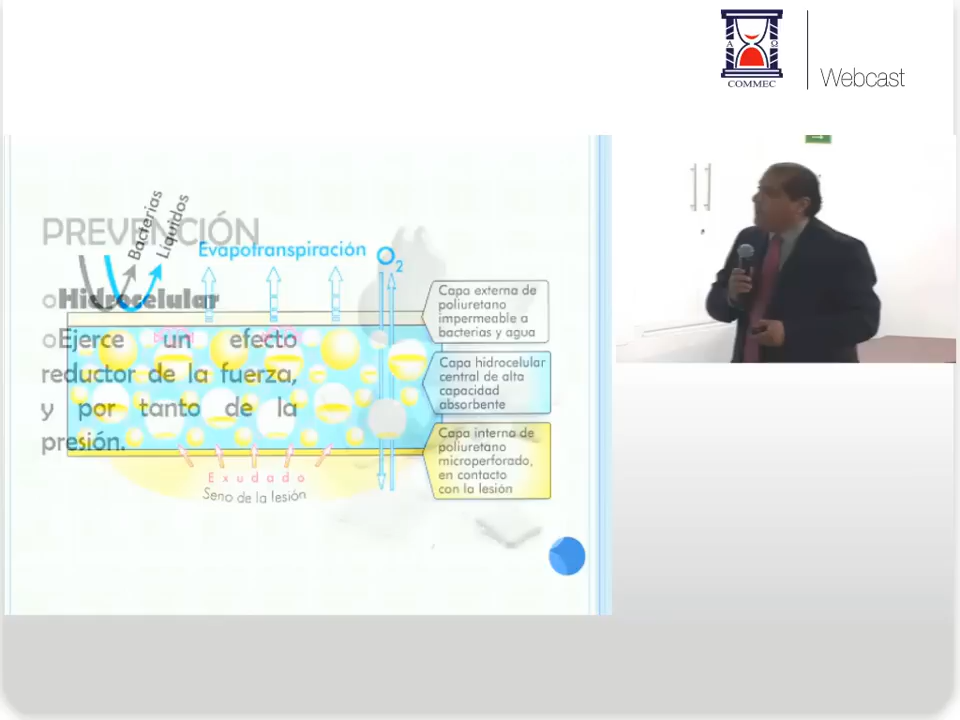 A Ω
COMMEC
Webcast
PREVENCIÓN
Bacterias
Líquidos
Evapotranspiración
O2
Hidrocelular
Ejerce un efecto
reductor de la fuerza,
y por tanto de la
presión.
Capa externa de
poliuretano
impermeable a
bacterias y agua
Capa hidrocelular
central de alta
capacidad
absorbente
Capa interna de
poliuretano
microperforado,
en contacto
con la lesión
Exudado
Seno de la lesión